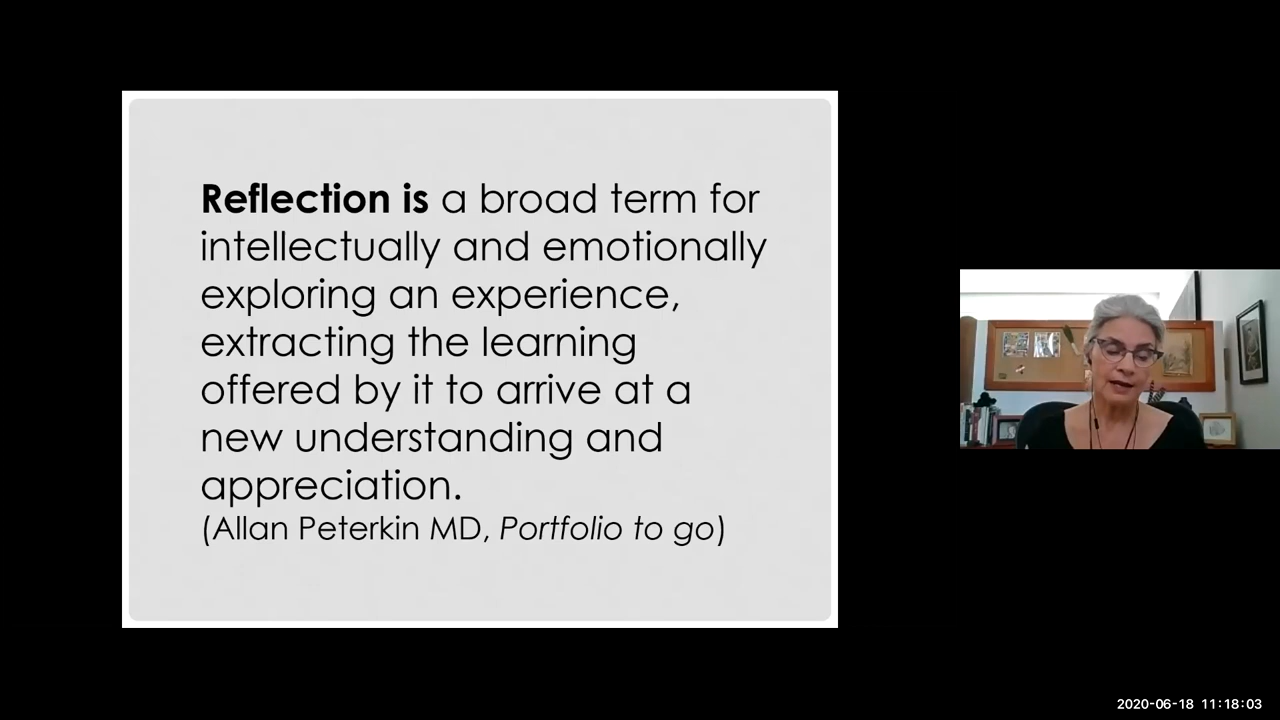 Reflection is a broad term for
intellectually and emotionally
exploring an experience,
extracting the learning
offered by it to arrive at a
new understanding and
appreciation.
(Allan Peterkin MD, Portfolio to go)
2020-06-18 11:18:03